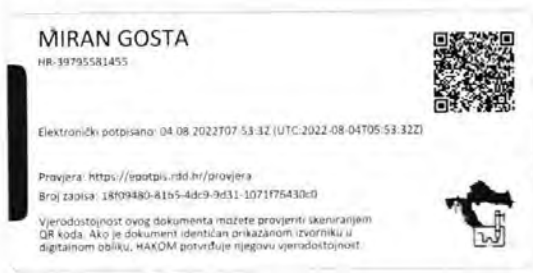 MIRAN GOSTA
HR-39795581455
Elektronički potpisano: 04.08.2022T07:53:32 (UTC:2022-08-04T05:53:32Z)
Provjera: https://epotpis.rdd.hr/provjera
Broj zapisa: 18f09480-81b5-4dc9-9d31-1071f76430c0
Vjerodostojnost ovog dokumenta možete provjeriti skeniranjem
QR koda. Ako je dokument identičan prikazanom izvorniku u
digitalnom obliku, HAKOM potvrđuje njegovu vjerodostojnost.